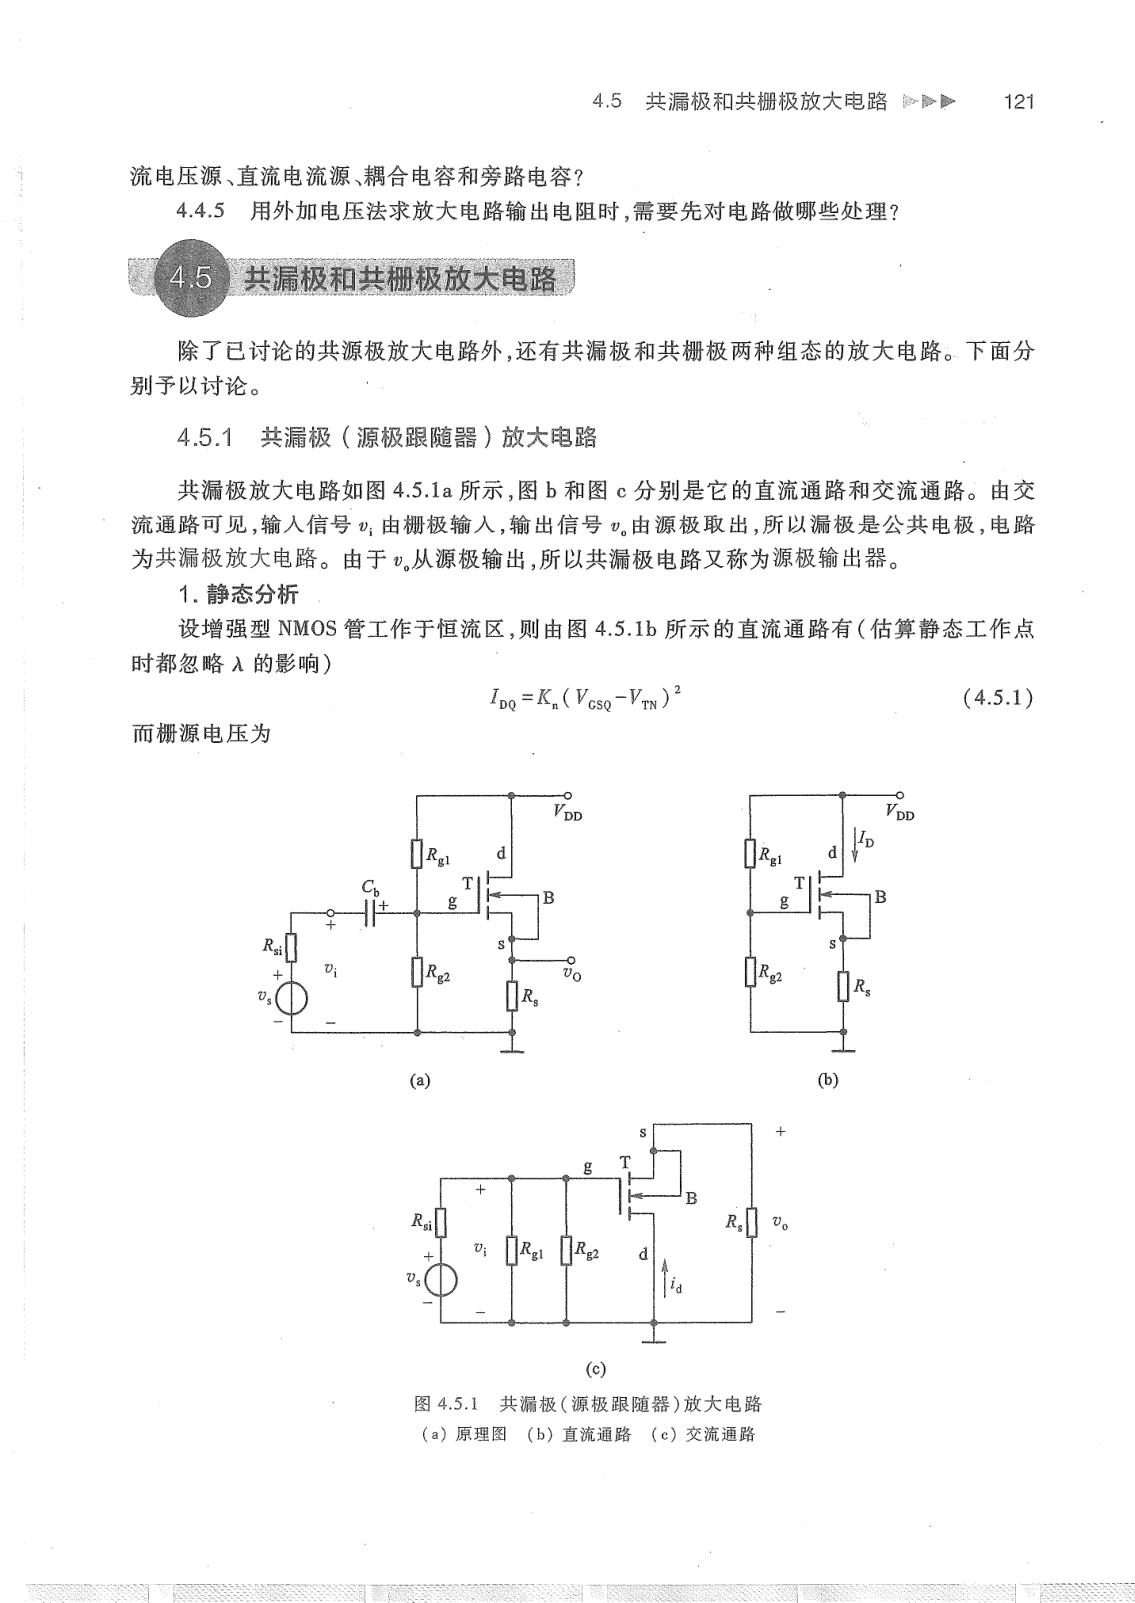 4.5 共漏极和共栅极放大电路 121
流电压源、直流电流源、耦合电容和旁路电容?
4.4.5 用外加电压法求放大电路输出电阻时,需要先对电路做哪些处理?
4.5 共漏极和共栅极放大电路
除了已讨论的共源极放大电路外,还有共漏极和共栅极两种组态的放大电路。下面分
别予以讨论。
4.5.1 共漏极(源极跟随器)放大电路
共漏极放大电路如图 4.5.1a 所示,图 b 和图 c 分别是它的直流通路和交流通路。由交
流通路可见,输入信号 v_i 由栅极输入,输出信号 v_o 由源极取出,所以漏极是公共电极,电路
为共漏极放大电路。由于 v_o 从源极输出,所以共漏极电路又称为源极输出器。
1. 静态分析
设增强型 NMOS 管工作于恒流区,则由图 4.5.1b 所示的直流通路有(估算静态工作点
时都忽略 λ 的影响)
I_DQ = K_n(V_GSQ - V_TN)² (4.5.1)
而栅源电压为
V_DD
R_g1
d
T
C_b
+
g
B
+
R_si
s
+
v_i
R_g2
v_O
v_s
R_s
−
−
(a)
V_DD
I_D
R_g1
d
T
g
B
s
R_g2
R_s
(b)
s
+
g
T
+
B
R_si
R_s
v_o
v_i
R_g1
R_g2
d
+
v_s
i_d
−
−
−
(c)
图 4.5.1 共漏极(源极跟随器)放大电路
(a) 原理图 (b) 直流通路 (c) 交流通路